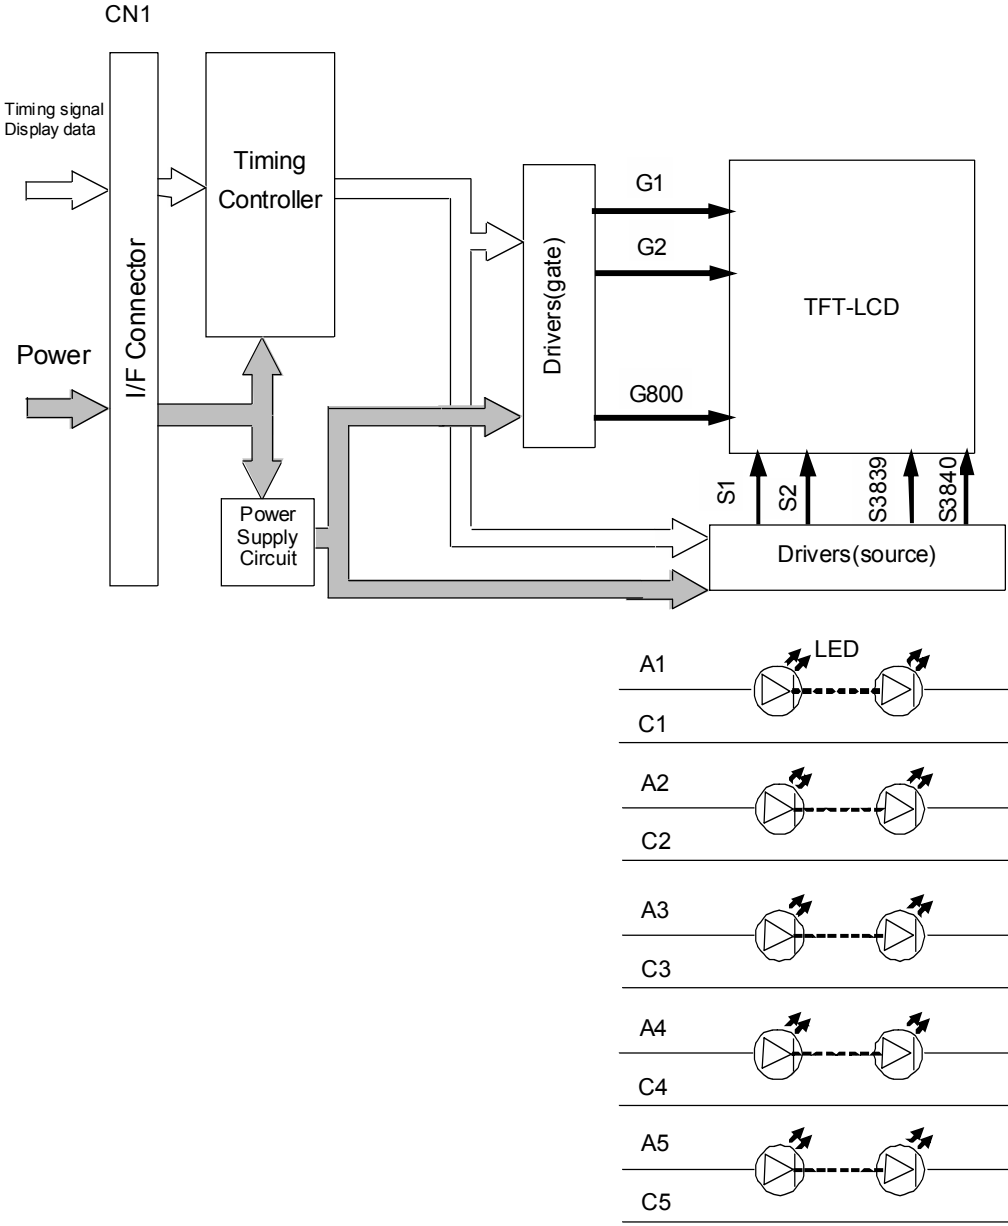 CN1
Timing signal
Display data
Power
I/F Connector
Timing
Controller
Power
Supply
Circuit
Drivers(gate)
G1
G2
G800
TFT-LCD
S1
S2
S3839
S3840
Drivers(source)
LED
A1
C1
A2
C2
A3
C3
A4
C4
A5
C5